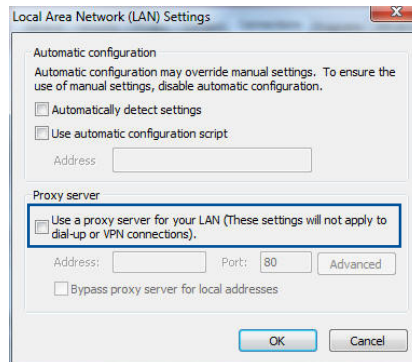 Local Area Network (LAN) Settings
Automatic configuration
Automatic configuration may override manual settings. To ensure the
use of manual settings, disable automatic configuration.
Automatically detect settings
Use automatic configuration script
Address
Proxy server
Use a proxy server for your LAN (These settings will not apply to
dial-up or VPN connections).
Address: Port: 80 Advanced
Bypass proxy server for local addresses
OK Cancel